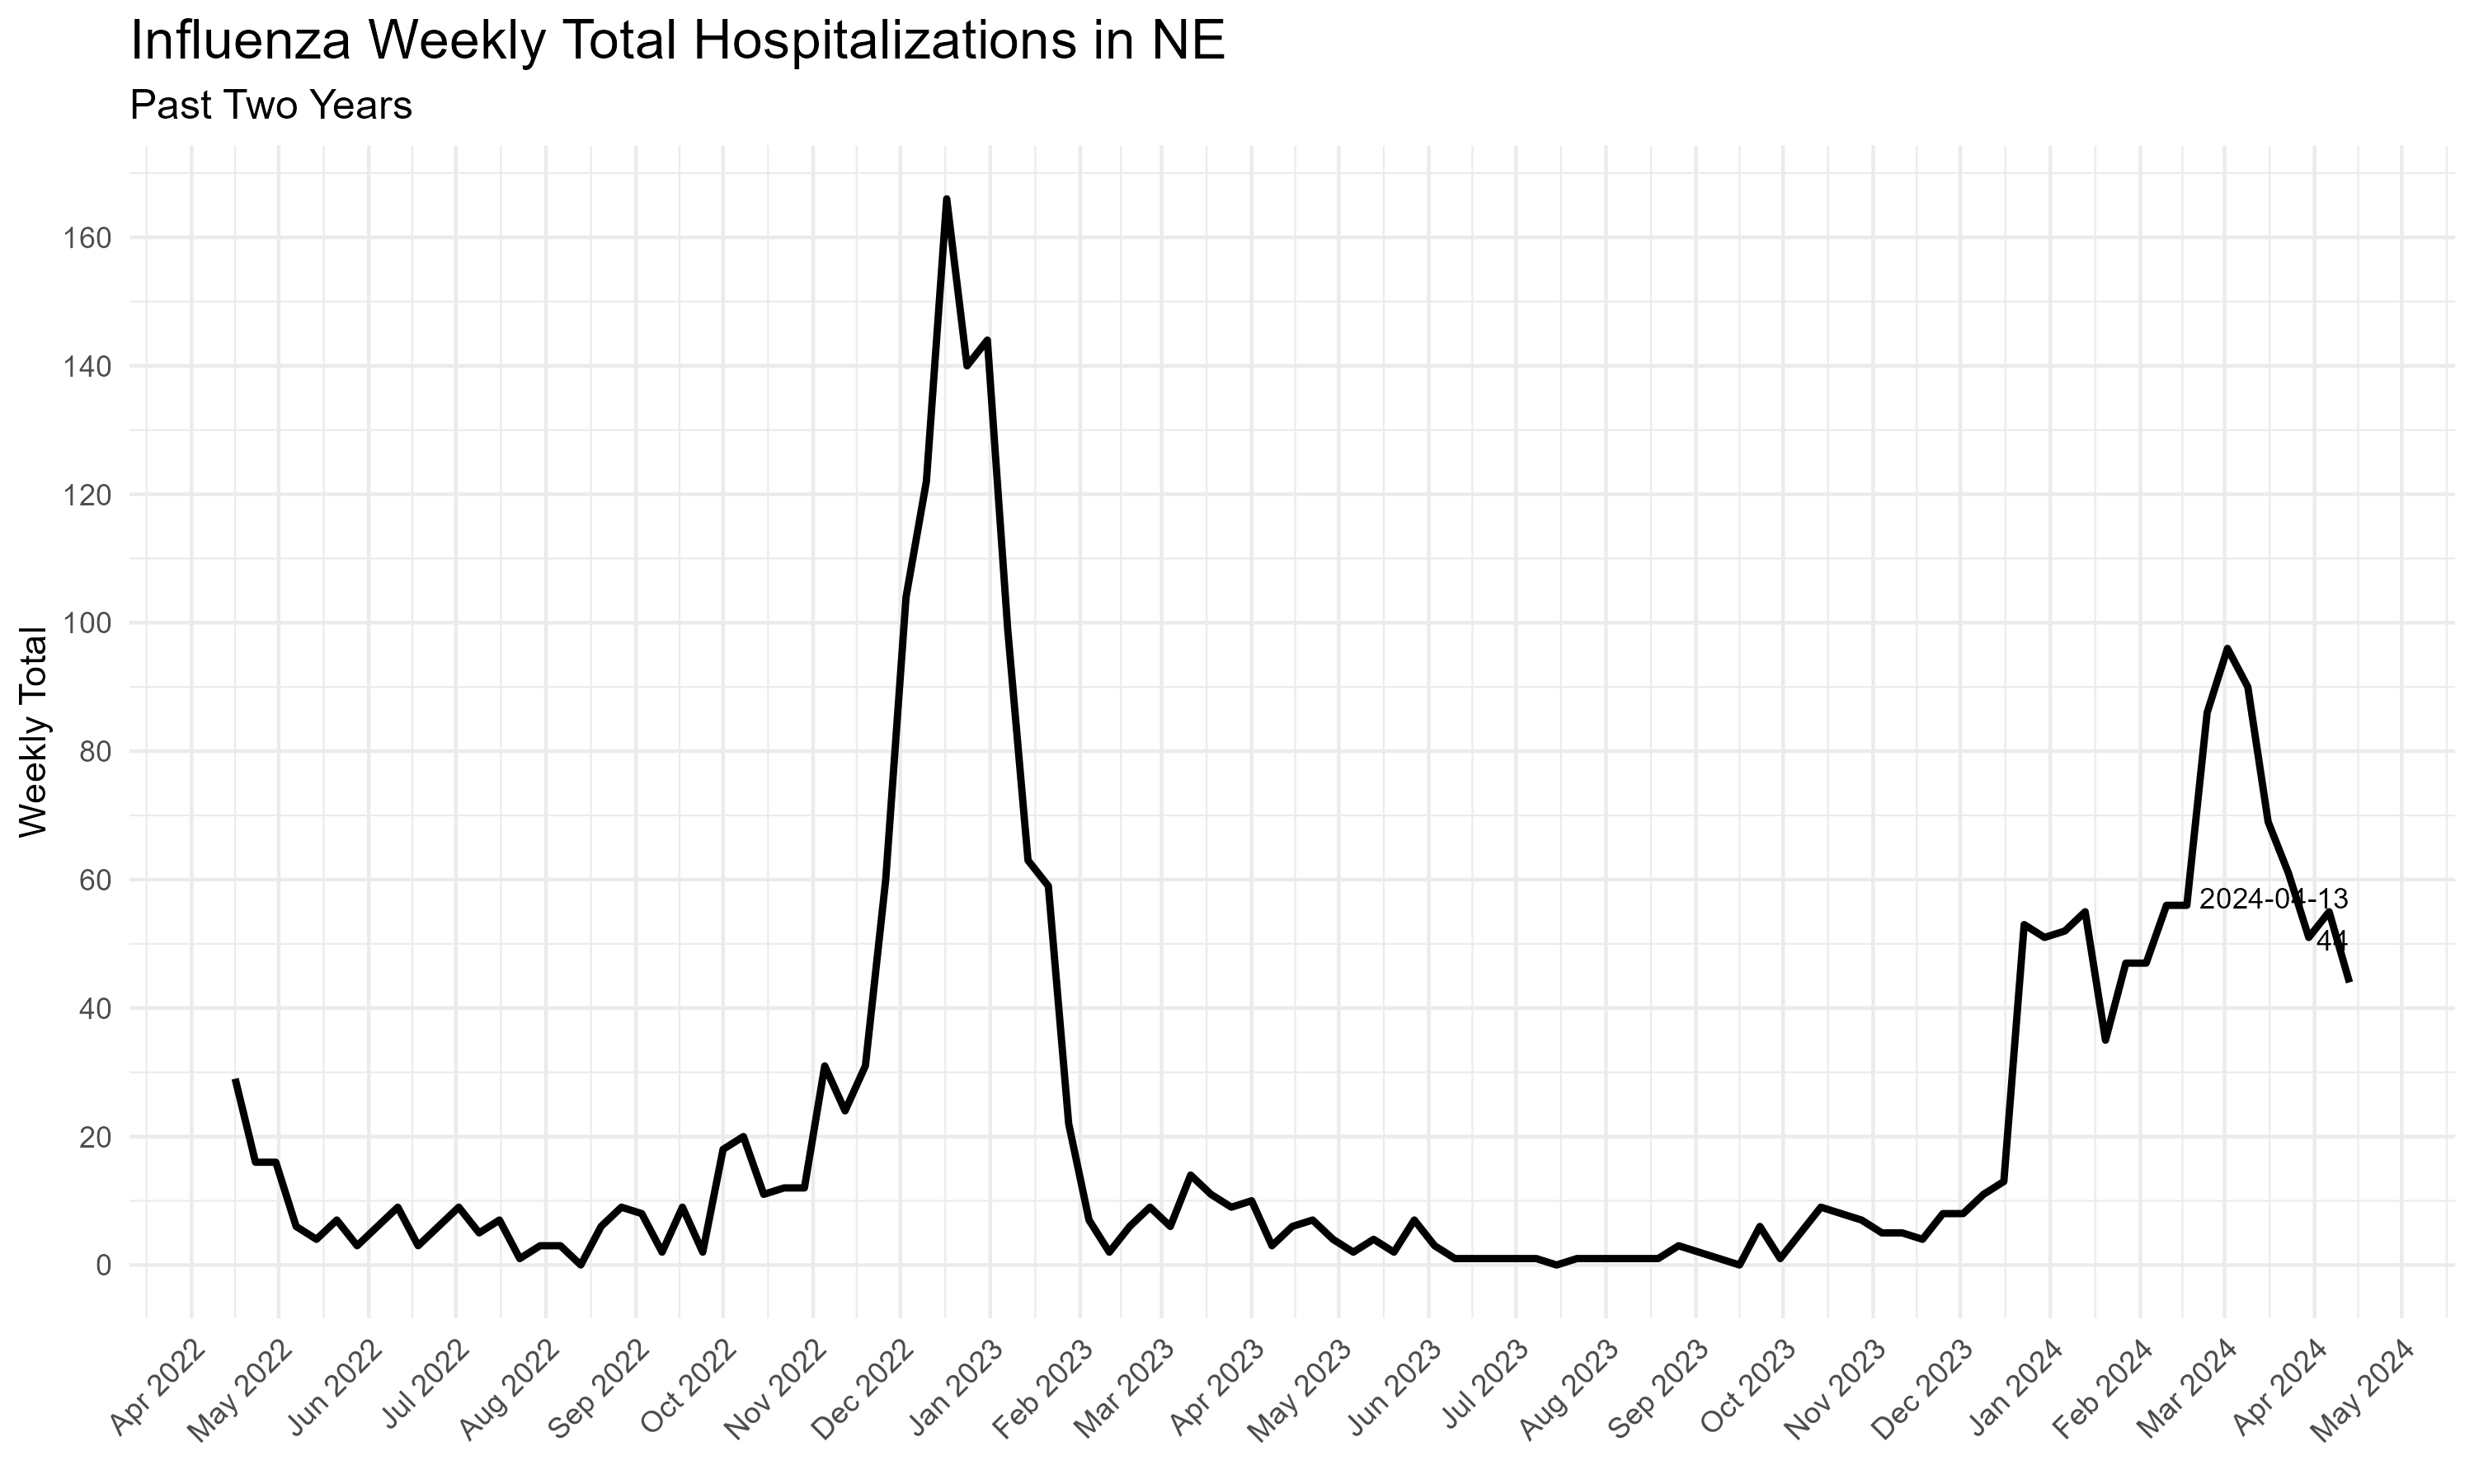 Influenza Weekly Total Hospitalizations in NE
Past Two Years
Weekly Total
160
140
120
100
80
60
40
20
0
2024-04-13
44
Apr 2022
May 2022
Jun 2022
Jul 2022
Aug 2022
Sep 2022
Oct 2022
Nov 2022
Dec 2022
Jan 2023
Feb 2023
Mar 2023
Apr 2023
May 2023
Jun 2023
Jul 2023
Aug 2023
Sep 2023
Oct 2023
Nov 2023
Dec 2023
Jan 2024
Feb 2024
Mar 2024
Apr 2024
May 2024